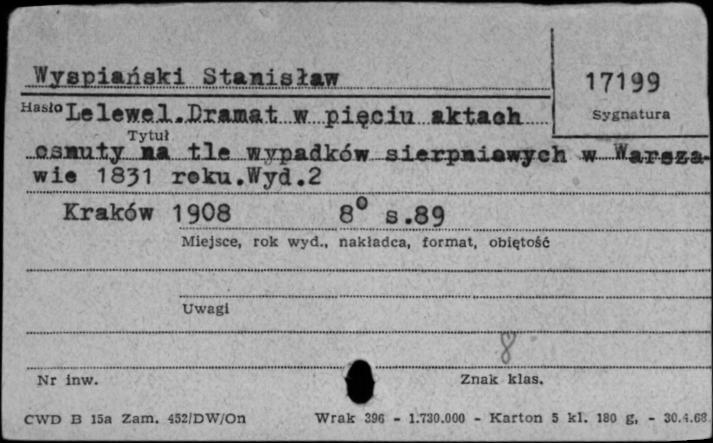 Wyspiański Stanisław
17199
Hasło Lelewel.Dramat w pięciu aktach
Sygnatura
Tytuł
osnuty na tle wypadków sierpniowych w Warsza-
wie 1831 roku.Wyd.2
Kraków 1908 8° s.89
Miejsce, rok wyd., nakładca, format, obiętość
Uwagi
8
Nr inw.
Znak klas.
CWD B 15a Zam. 452/DW/On Wrak 396 - 1.730.000 - Karton 5 kl. 180 g, - 30.4.68